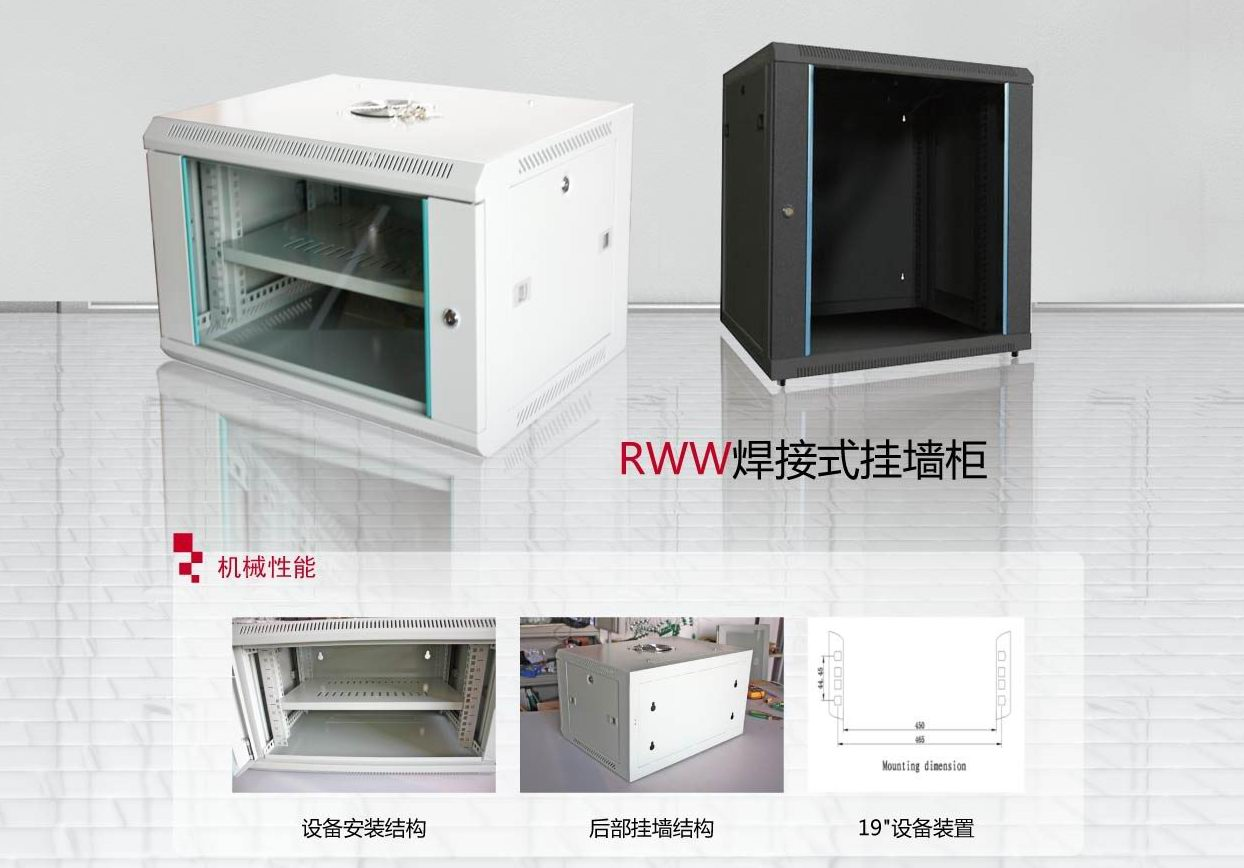 RWW焊接式挂墙柜
机械性能
44.45
450
465
Mounting dimension
设备安装结构
后部挂墙结构
19"设备装置